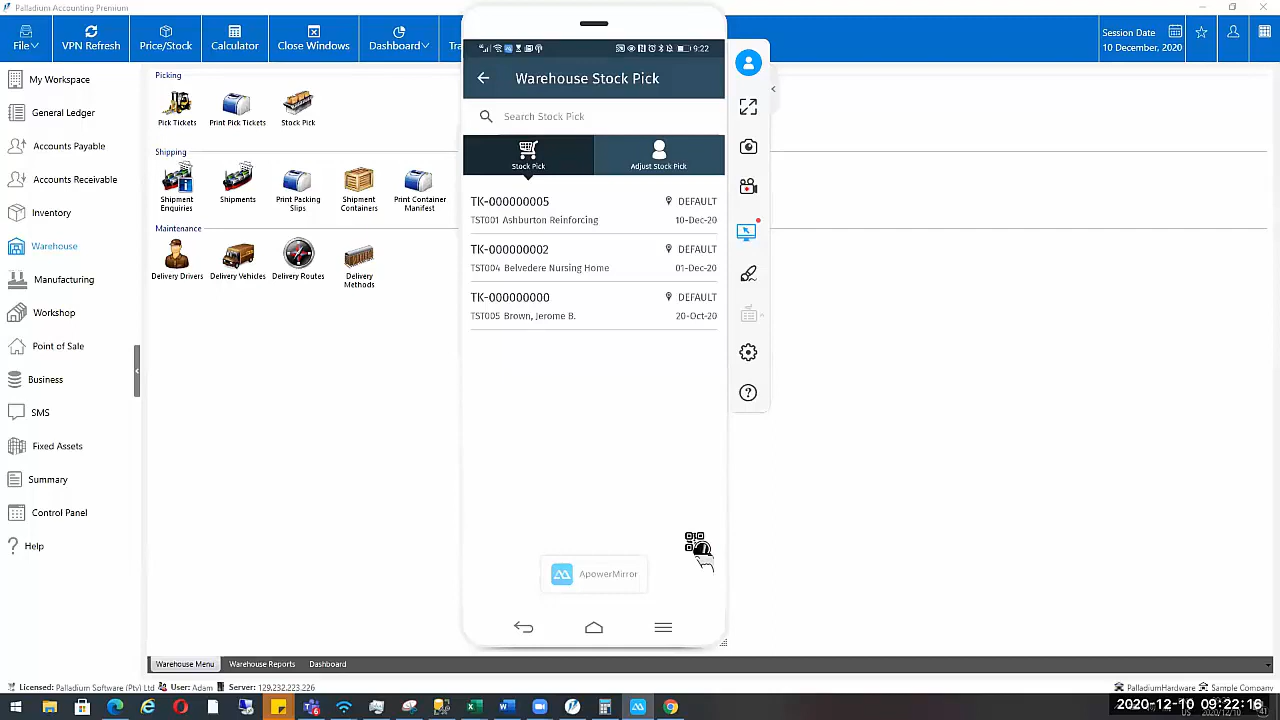 Palladium Accounting Premium
File
VPN Refresh
Price/Stock
Calculator
Close Windows
Dashboard
Session Date
10 December, 2020
My Workspace
General Ledger
Accounts Payable
Accounts Receivable
Inventory
Warehouse
Manufacturing
Workshop
Point of Sale
Business
SMS
Fixed Assets
Summary
Control Panel
Help
Picking
Pick Tickets
Print Pick Tickets
Stock Pick
Shipping
Shipment Enquiries
Shipments
Print Packing Slips
Shipment Containers
Print Container Manifest
Maintenance
Delivery Drivers
Delivery Vehicles
Delivery Routes
Delivery Methods
9:22
Warehouse Stock Pick
Search Stock Pick
Stock Pick
Adjust Stock Pick
TK-000000005 DEFAULT
TST001 Ashburton Reinforcing 10-Dec-20
TK-000000002 DEFAULT
TST004 Belvedere Nursing Home 01-Dec-20
TK-000000000 DEFAULT
TST005 Brown, Jerome B. 20-Oct-20
ApowerMirror
Warehouse Menu
Warehouse Reports
Dashboard
Licensed: Palladium Software (Pty) Ltd
User: Adam
Server: 129.232.223.226
PalladiumHardware
Sample Company
2020-12-10 09:22:16